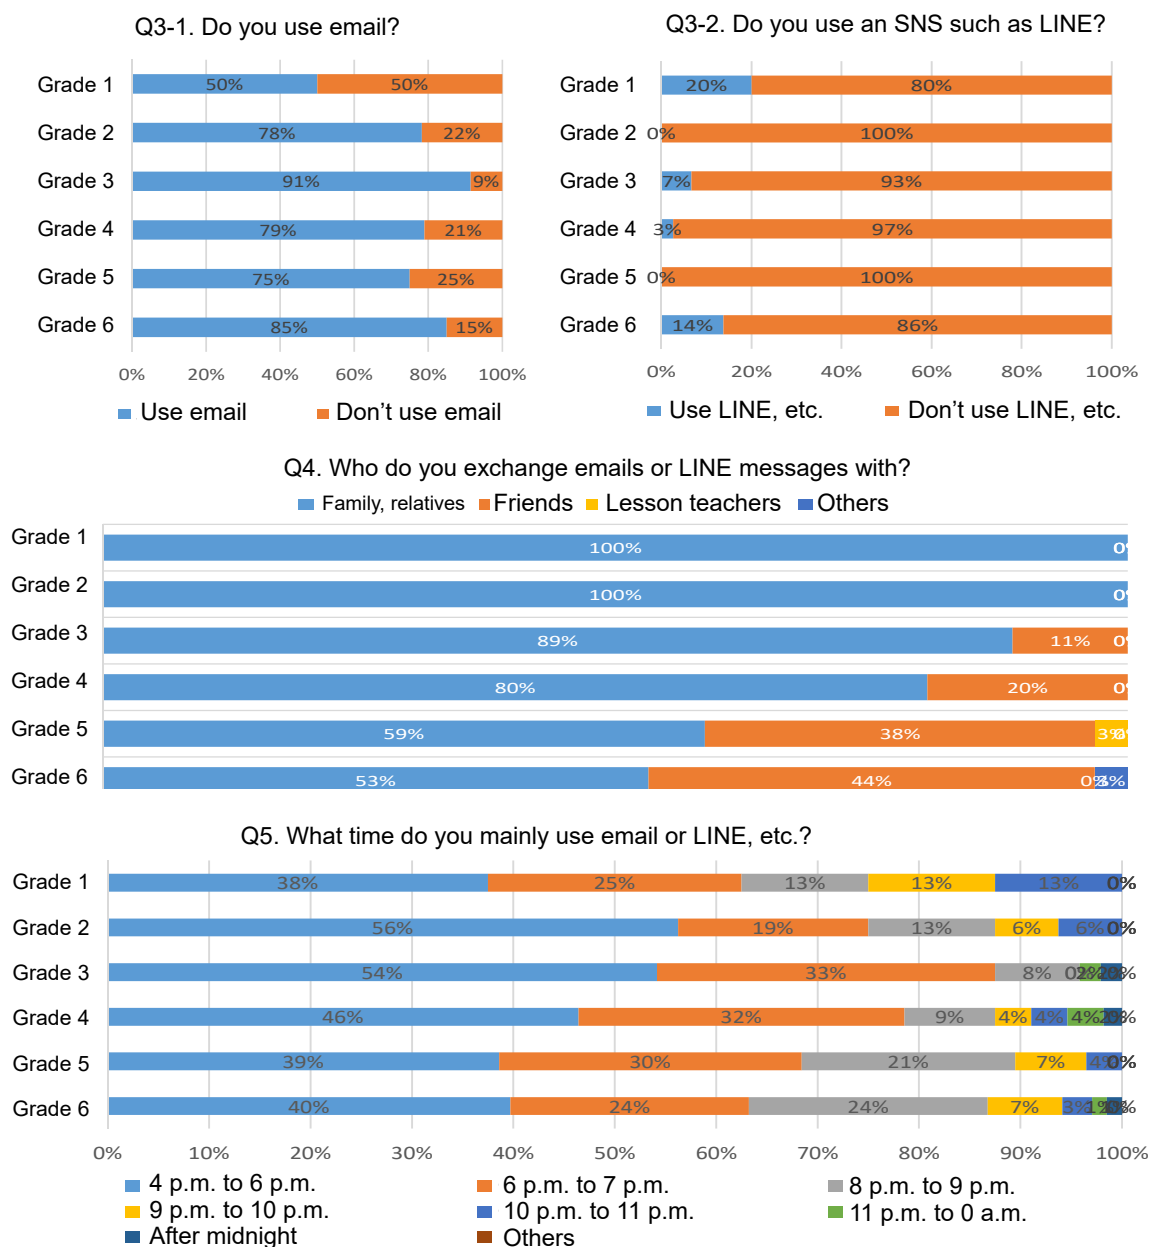 Q3-1. Do you use email?
Grade 1 50% 50%
Grade 2 78% 22%
Grade 3 91% 9%
Grade 4 79% 21%
Grade 5 75% 25%
Grade 6 85% 15%
0% 20% 40% 60% 80% 100%
Use email Don't use email
Q3-2. Do you use an SNS such as LINE?
Grade 1 20% 80%
Grade 2 0% 100%
Grade 3 7% 93%
Grade 4 3% 97%
Grade 5 0% 100%
Grade 6 14% 86%
0% 20% 40% 60% 80% 100%
Use LINE, etc. Don't use LINE, etc.
Q4. Who do you exchange emails or LINE messages with?
Family, relatives Friends Lesson teachers Others
Grade 1 100%
Grade 2 100%
Grade 3 89% 11%
Grade 4 80% 20%
Grade 5 59% 38% 3%
Grade 6 53% 44% 0% 3%
Q5. What time do you mainly use email or LINE, etc.?
Grade 1 38% 25% 13% 13% 13% 0%
Grade 2 56% 19% 13% 6% 6% 0%
Grade 3 54% 33% 8% 0% 2%
Grade 4 46% 32% 9% 4% 4% 4% 2% 0%
Grade 5 39% 30% 21% 7% 4% 0%
Grade 6 40% 24% 24% 7% 3% 1%
0% 10% 20% 30% 40% 50% 60% 70% 80% 90% 100%
4 p.m. to 6 p.m. 6 p.m. to 7 p.m. 8 p.m. to 9 p.m.
9 p.m. to 10 p.m. 10 p.m. to 11 p.m. 11 p.m. to 0 a.m.
After midnight Others